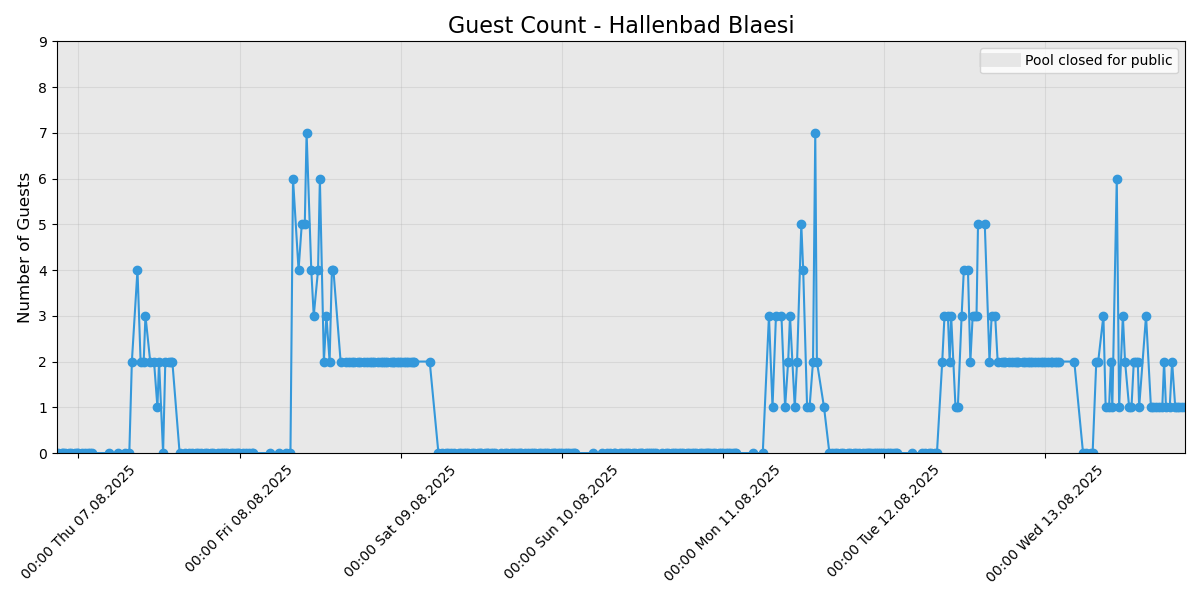 Guest Count - Hallenbad Blaesi
Pool closed for public
Number of Guests
9
8
7
6
5
4
3
2
1
0
00:00 Thu 07.08.2025
00:00 Fri 08.08.2025
00:00 Sat 09.08.2025
00:00 Sun 10.08.2025
00:00 Mon 11.08.2025
00:00 Tue 12.08.2025
00:00 Wed 13.08.2025